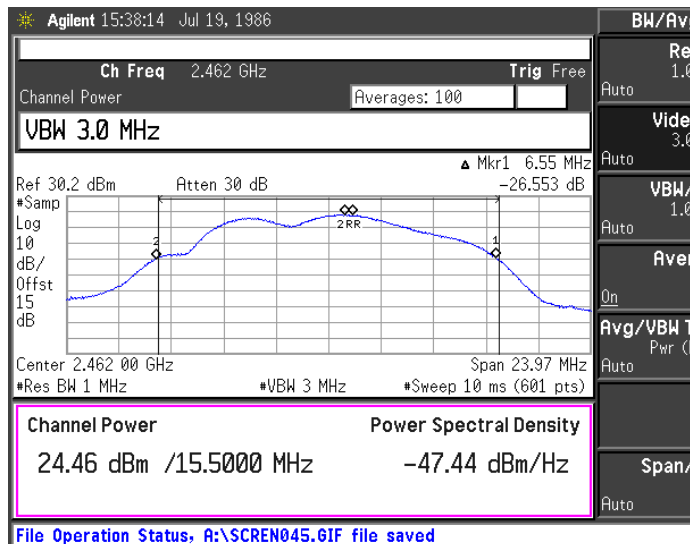 Agilent 15:38:14 Jul 19, 1986
BW/Av
Ch Freq 2.462 GHz Trig Free
Channel Power Averages: 100
VBW 3.0 MHz
Δ Mkr1 6.55 MHz
Ref 30.2 dBm Atten 30 dB -26.553 dB
#Samp
Log
10
dB/
Offst
15
dB
2
2RR
1
Center 2.462 00 GHz Span 23.97 MHz
#Res BW 1 MHz #VBW 3 MHz #Sweep 10 ms (601 pts)
Channel Power Power Spectral Density
24.46 dBm /15.5000 MHz -47.44 dBm/Hz
File Operation Status, A:\SCREN045.GIF file saved
Re
1.0
Auto
Vide
3.0
Auto
VBW/
1.0
Auto
Aver
On
Avg/VBW T
Pwr (
Auto
Span/
Auto